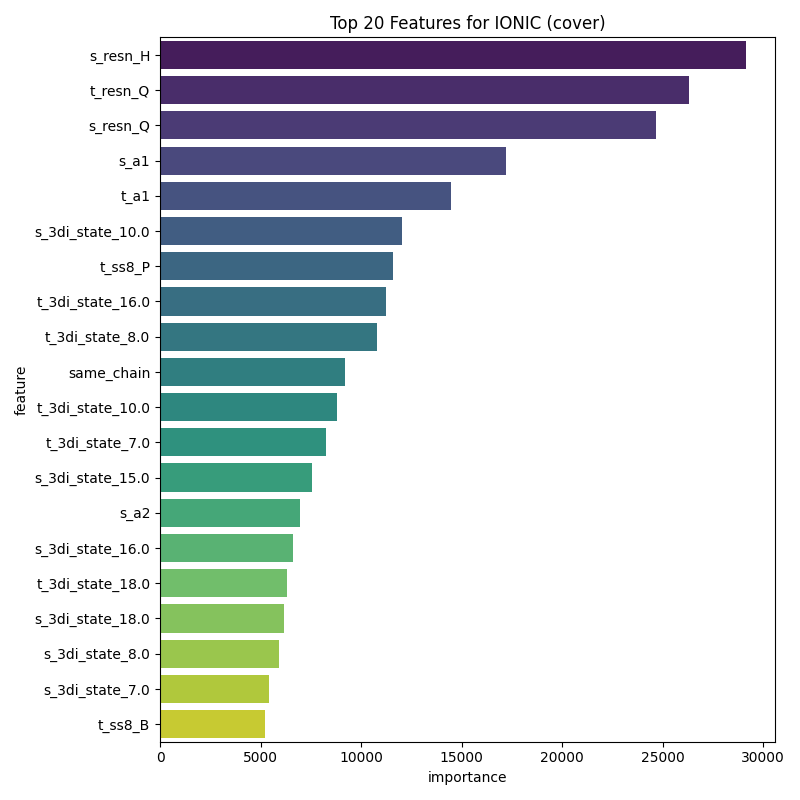 Top 20 Features for IONIC (cover)
s_resn_H
t_resn_Q
s_resn_Q
s_a1
t_a1
s_3di_state_10.0
t_ss8_P
t_3di_state_16.0
t_3di_state_8.0
same_chain
t_3di_state_10.0
t_3di_state_7.0
s_3di_state_15.0
s_a2
s_3di_state_16.0
t_3di_state_18.0
s_3di_state_18.0
s_3di_state_8.0
s_3di_state_7.0
t_ss8_B
feature
0 5000 10000 15000 20000 25000 30000
importance